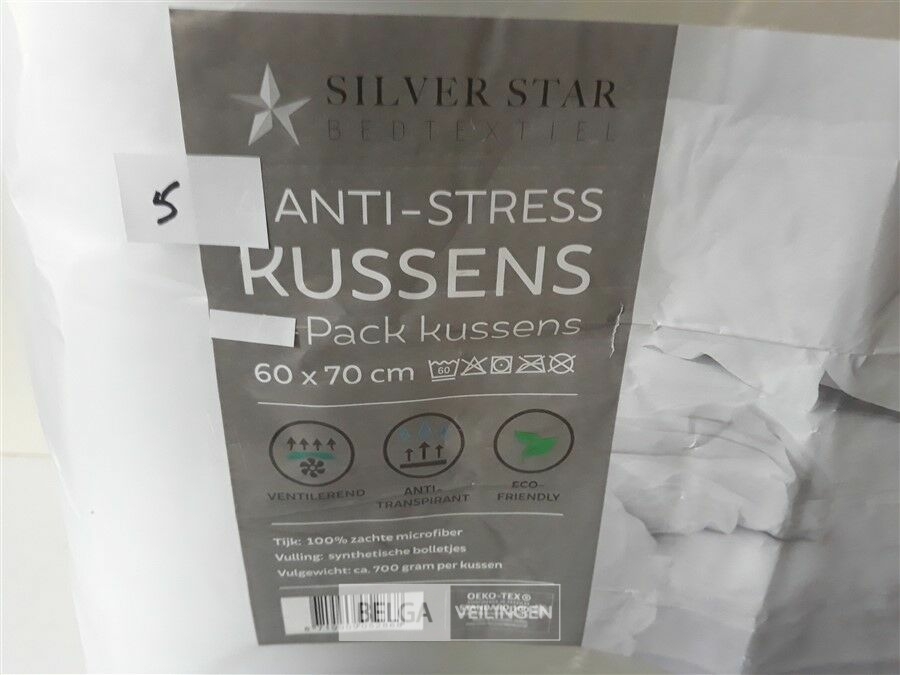 SILVER STAR
BEDTEXTIEL
5
ANTI-STRESS
KUSSENS
Pack kussens
60 x 70 cm
60
VENTILEREND
ANTI-
TRANSPIRANT
ECO-
FRIENDLY
Tijk: 100% zachte microfiber
Vulling: synthetische bolletjes
Vulgewicht: ca. 700 gram per kussen
OEKO-TEX®
BELGA VEILINGEN